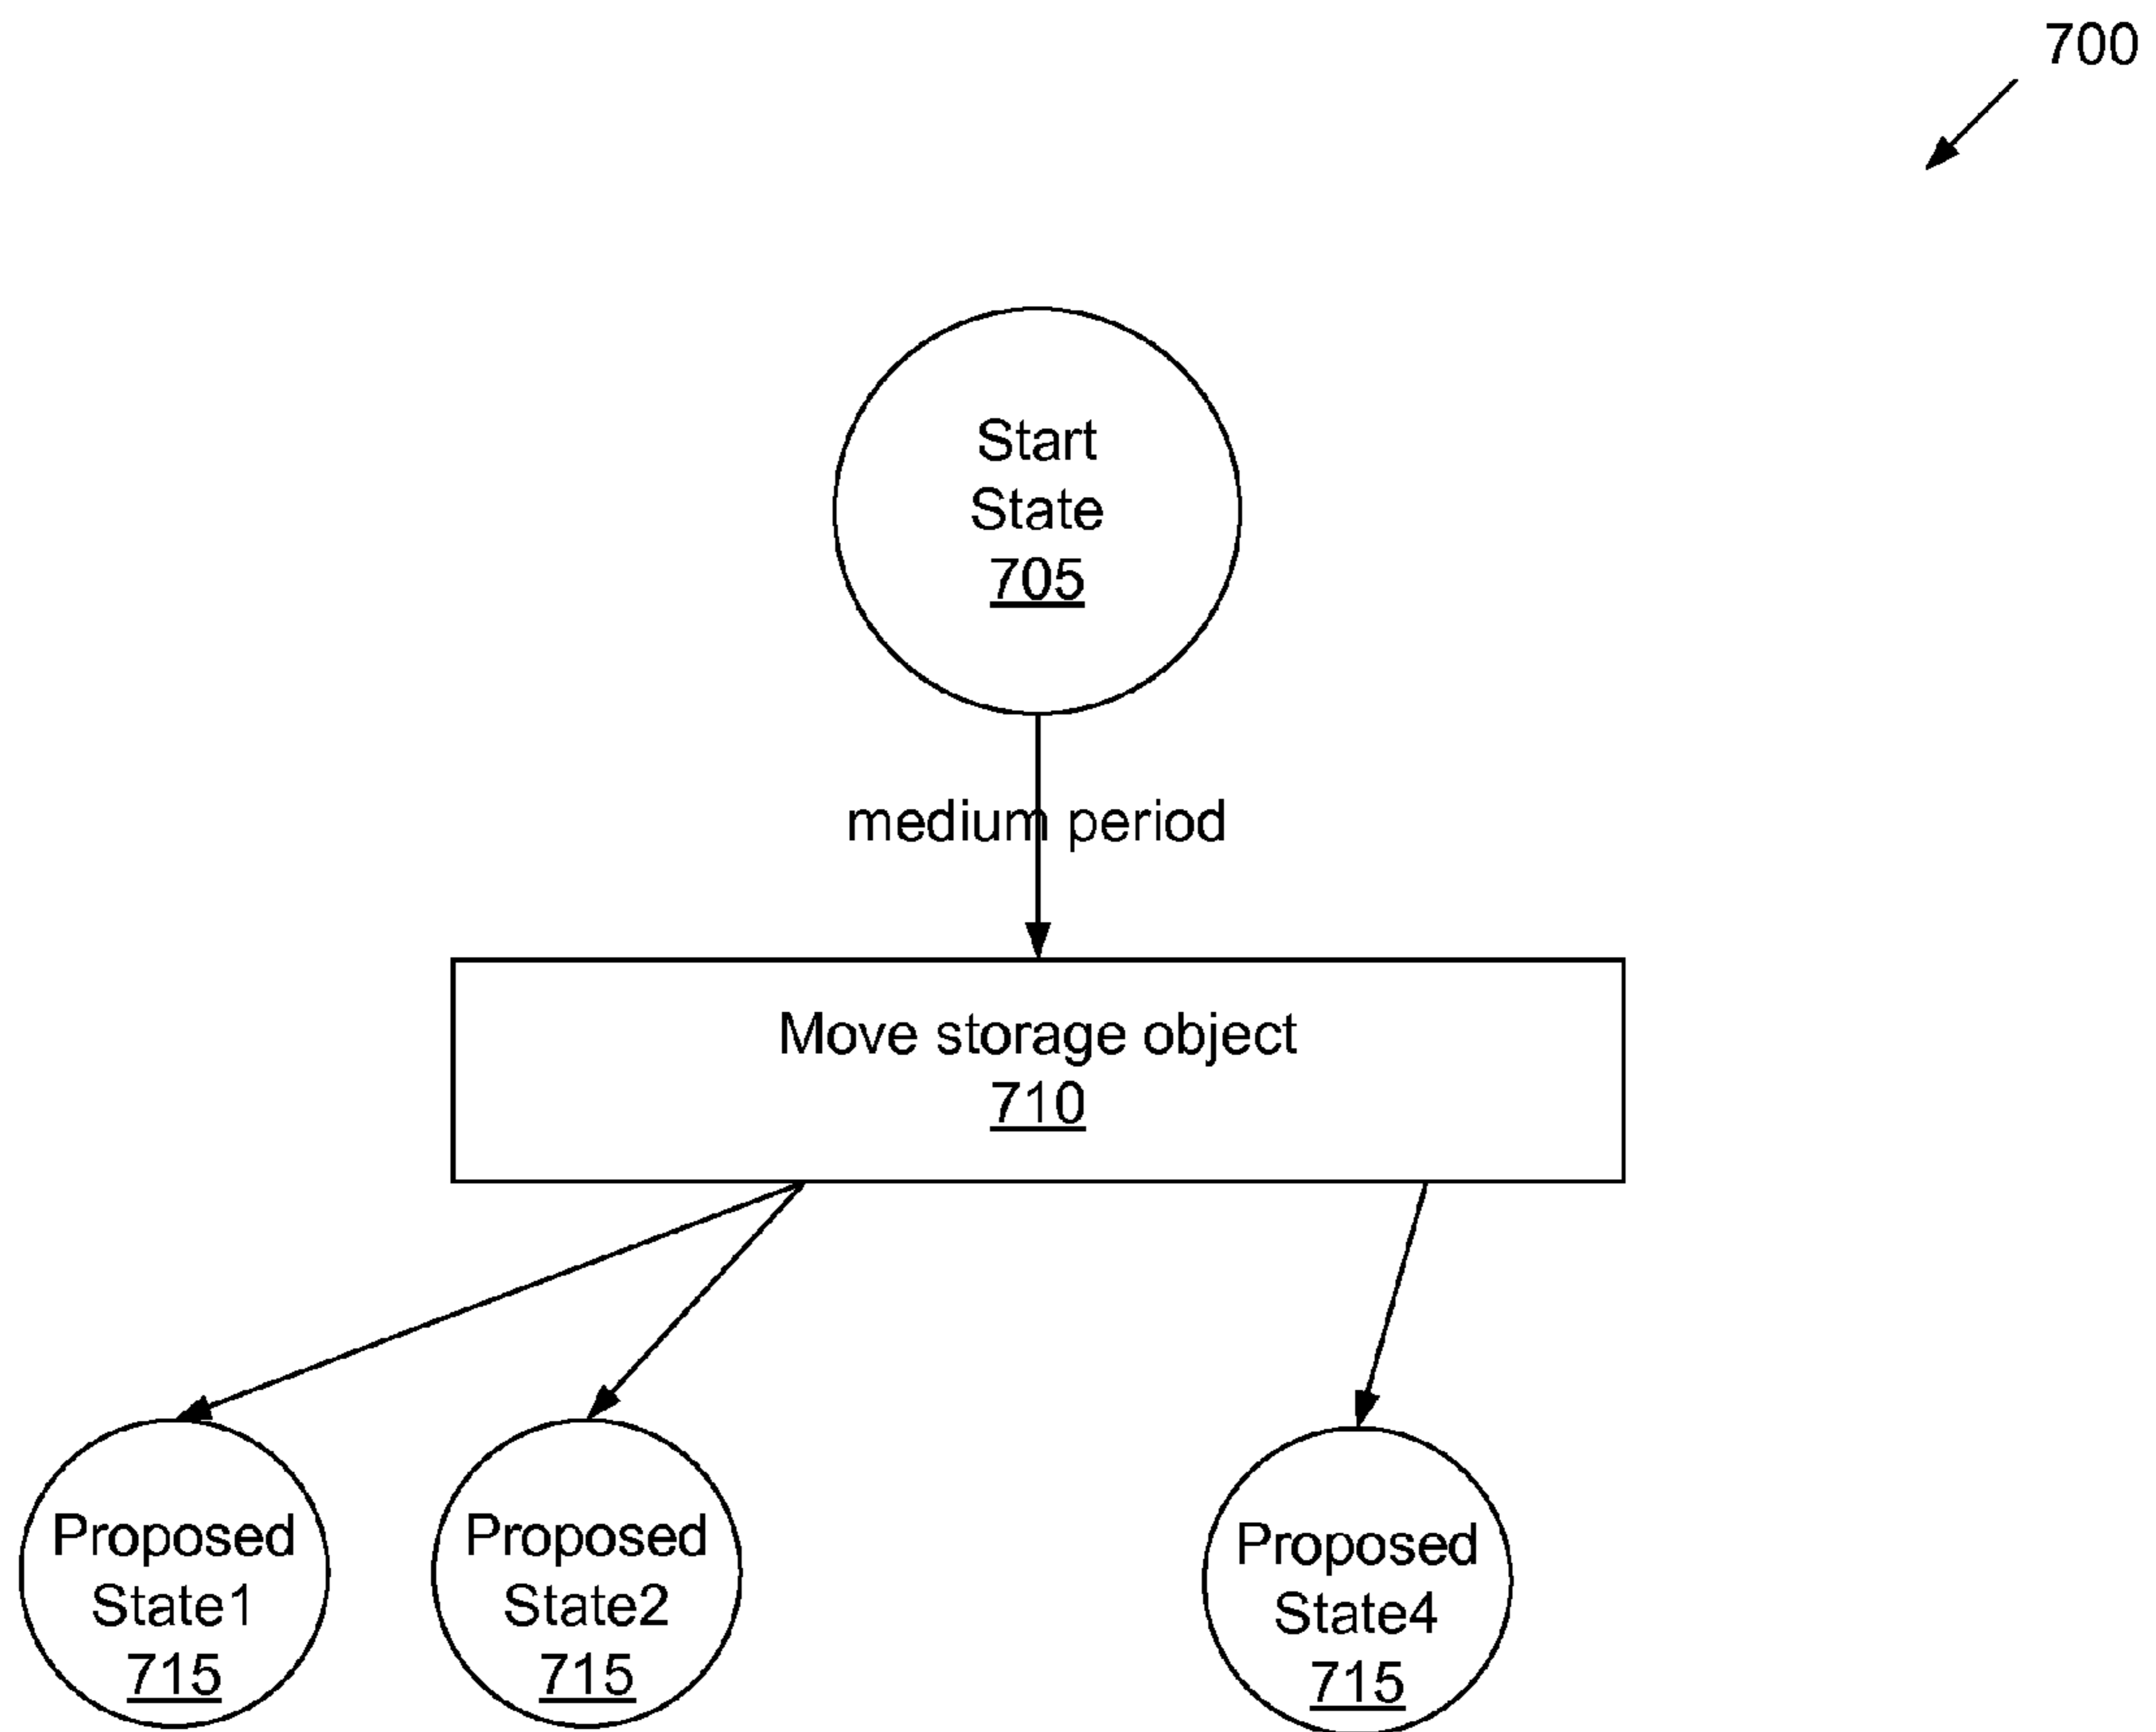 700
Start
State
705
medium period
Move storage object
710
Proposed
State1
715
Proposed
State2
715
Proposed
State4
715